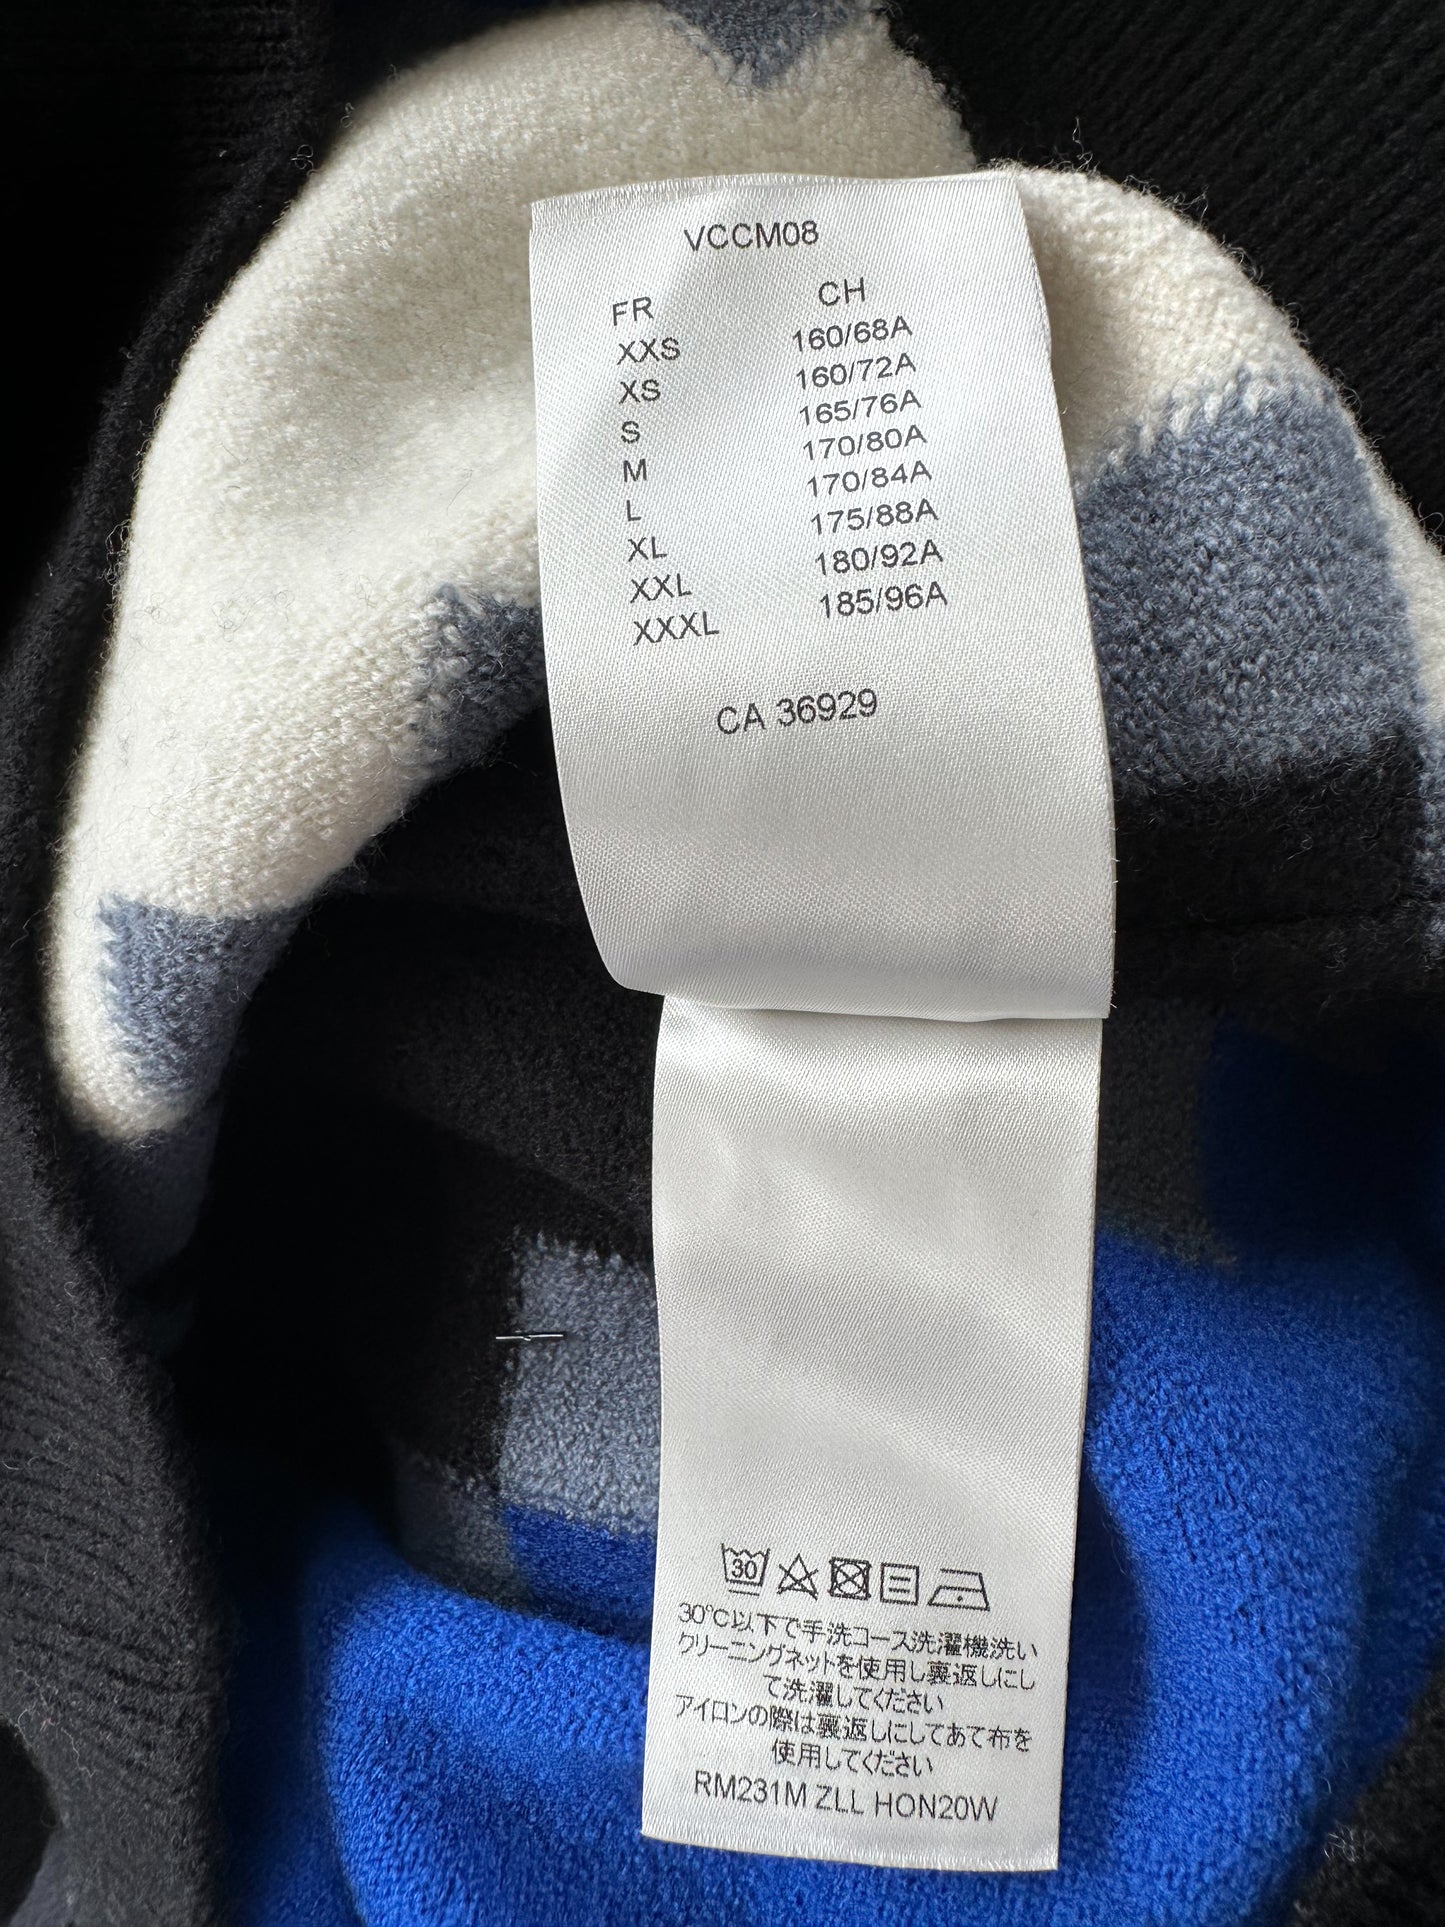 VCCM08
FR CH
XXS 160/68A
XS 160/72A
S 165/76A
M 170/80A
L 170/84A
XL 175/88A
XXL 180/92A
XXXL 185/96A
CA 36929
30
30℃以下で手洗コース洗濯機洗い
クリーニングネットを使用し裏返しにし
て洗濯してください
アイロンの際は裏返しにしてあて布を
使用してください
RM231M ZLL HON20W